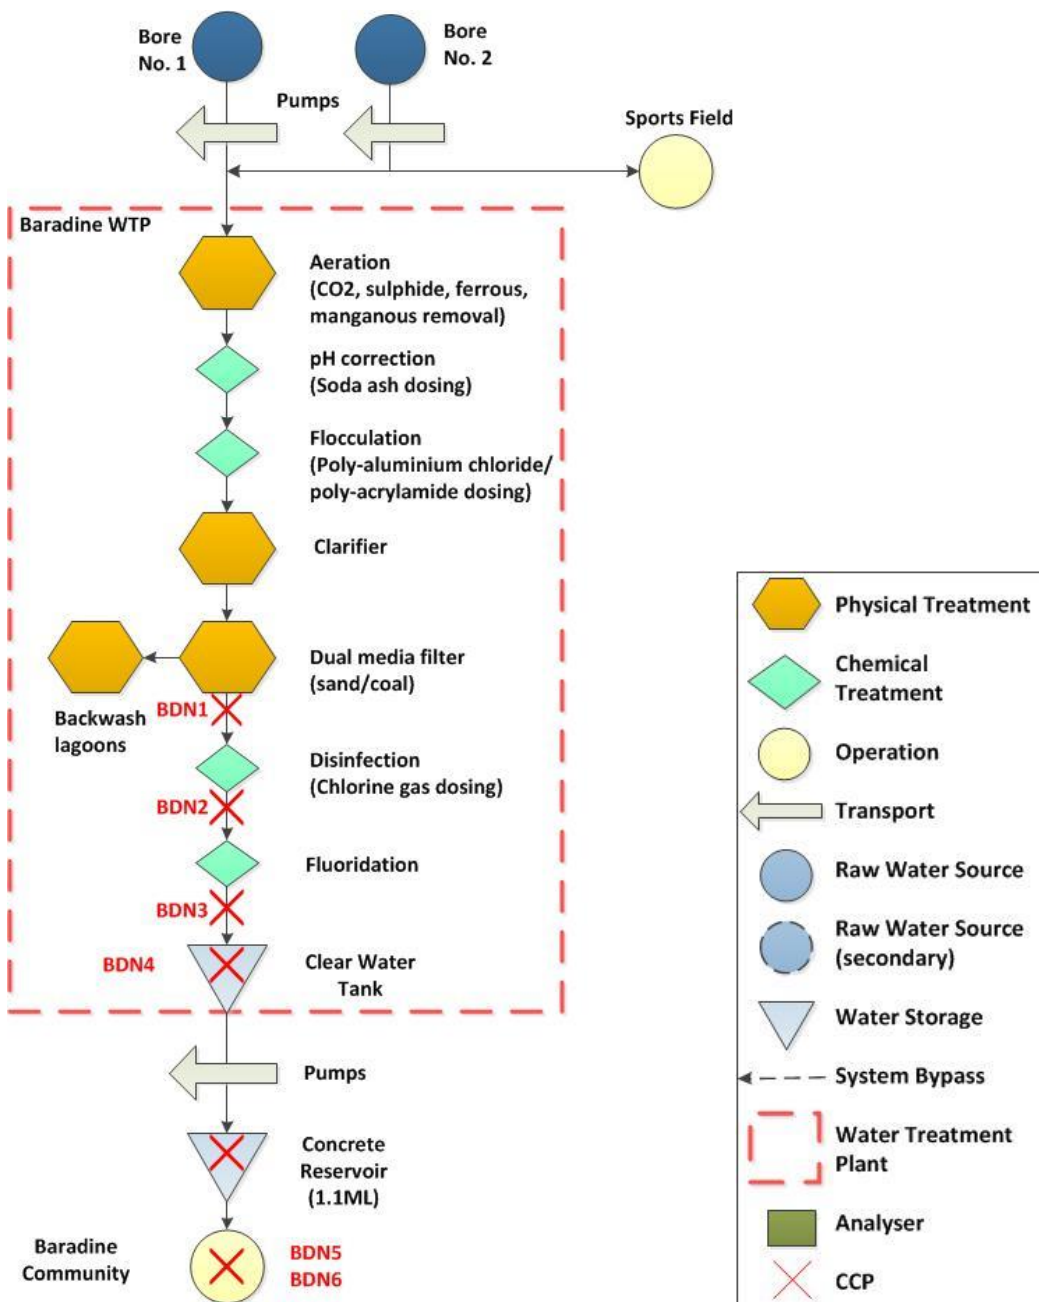 Bore
No. 1
Bore
No. 2
Pumps
Sports Field
Baradine WTP
Aeration
(CO2, sulphide, ferrous,
manganous removal)
pH correction
(Soda ash dosing)
Flocculation
(Poly-aluminium chloride/
poly-acrylamide dosing)
Clarifier
Dual media filter
(sand/coal)
Backwash
lagoons
BDN1
Disinfection
(Chlorine gas dosing)
BDN2
Fluoridation
BDN3
BDN4
Clear Water
Tank
Pumps
Concrete
Reservoir
(1.1ML)
Baradine
Community
BDN5
BDN6
Physical Treatment
Chemical
Treatment
Operation
Transport
Raw Water Source
Raw Water Source
(secondary)
Water Storage
System Bypass
Water Treatment
Plant
Analyser
CCP